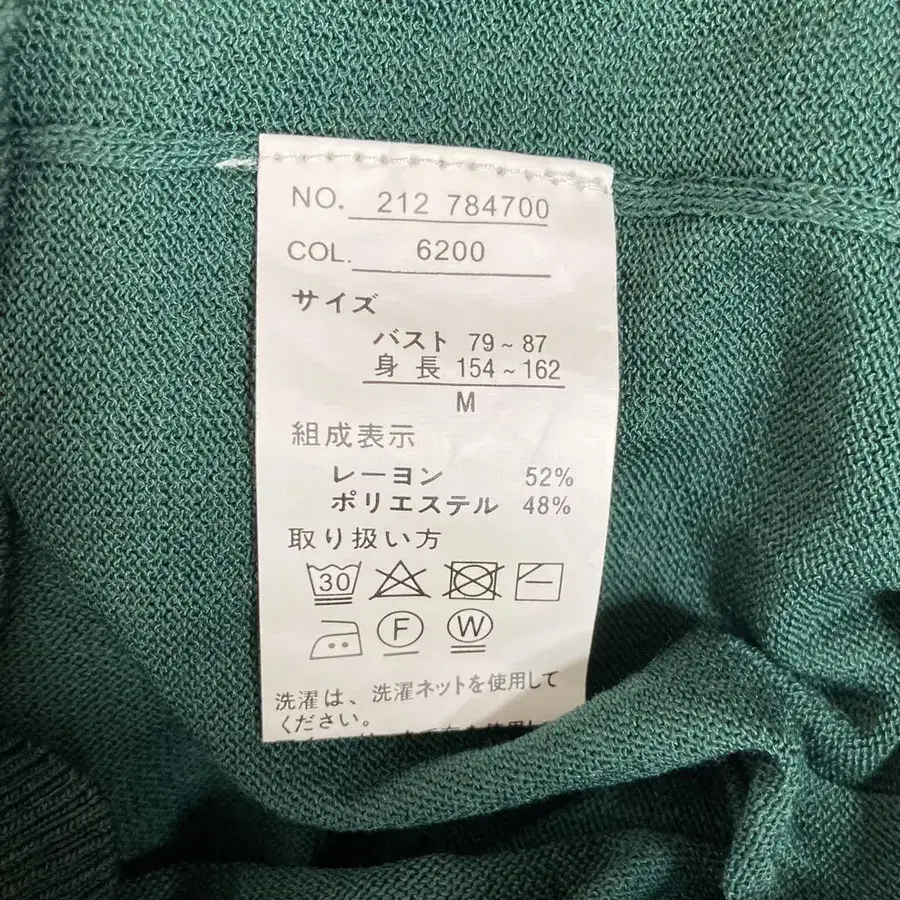 NO. 212 784700
COL. 6200
サイズ
バスト 79~87
身長 154~162
M
組成表示
レーヨン 52%
ポリエステル 48%
取り扱い方
30
F
W
洗濯は、洗濯ネットを使用して
ください。